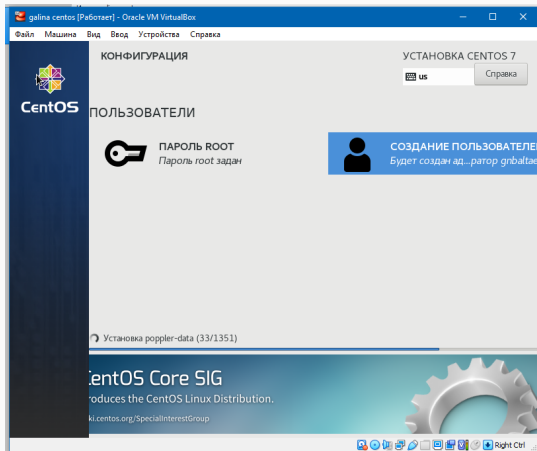 galina centos [Работает] - Oracle VM VirtualBox
Файл Машина Вид Ввод Устройства Справка
КОНФИГУРАЦИЯ
УСТАНОВКА CENTOS 7
us
Справка
CentOS
ПОЛЬЗОВАТЕЛИ
ПАРОЛЬ ROOT
Пароль root задан
СОЗДАНИЕ ПОЛЬЗОВАТЕЛЕ
Будет создан ад...ратор gnbaltae
Установка poppler-data (33/1351)
CentOS Core SIG
roduces the CentOS Linux Distribution.
ki.centos.org/SpecialInterestGroup
Right Ctrl